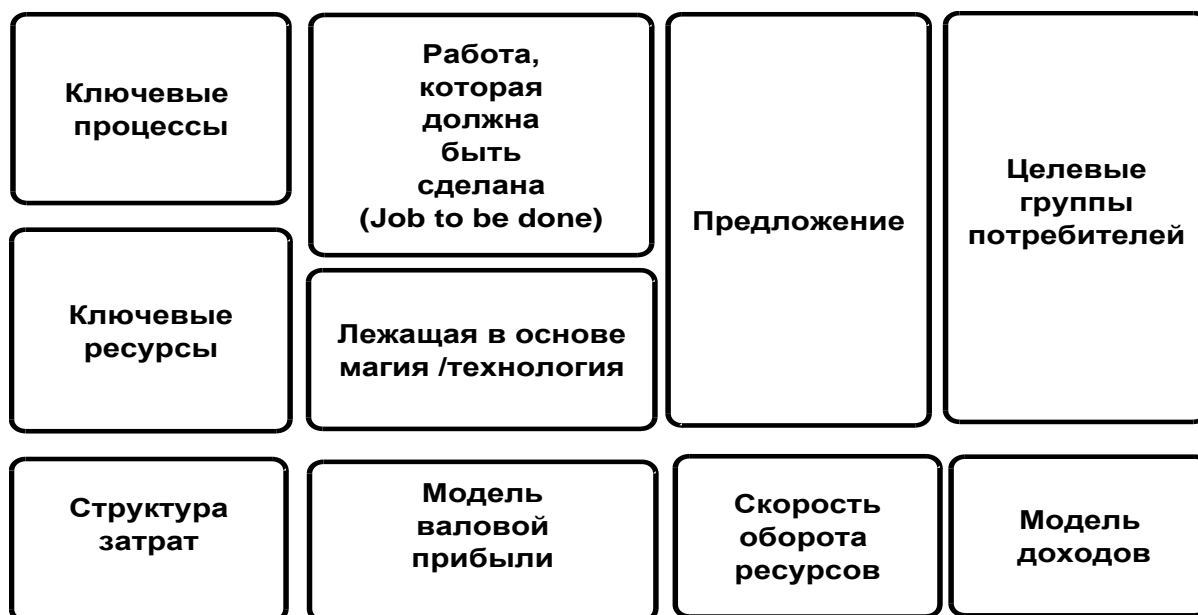 Ключевые
процессы
Работа,
которая
должна
быть
сделана
(Job to be done)
Предложение
Целевые
группы
потребителей
Ключевые
ресурсы
Лежащая в основе
магия /технология
Структура
затрат
Модель
валовой
прибыли
Скорость
оборота
ресурсов
Модель
доходов